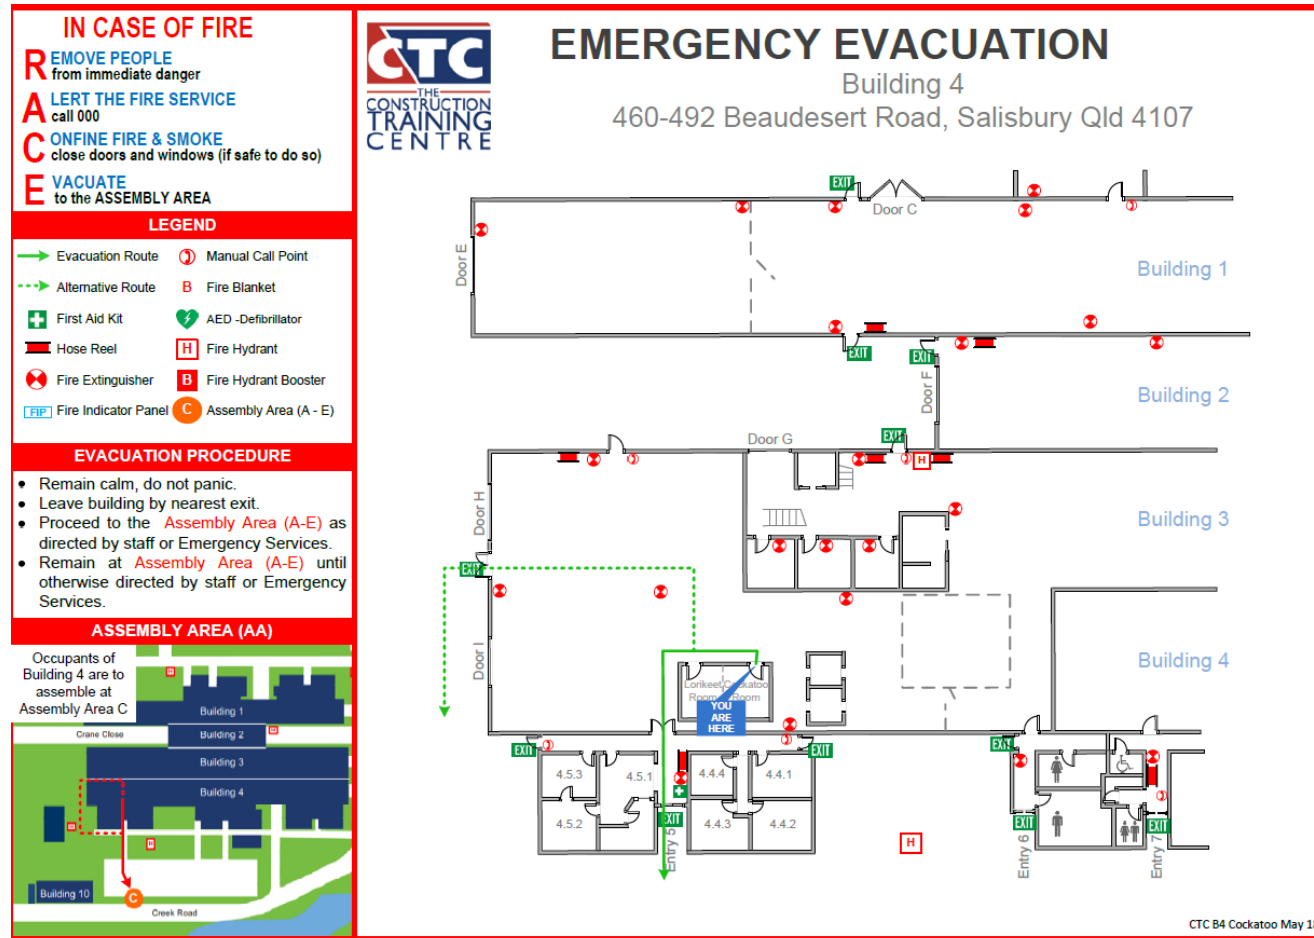 IN CASE OF FIRE
REMOVE PEOPLE
from immediate danger
ALERT THE FIRE SERVICE
call 000
CONFINE FIRE & SMOKE
close doors and windows (if safe to do so)
EVACUATE
to the ASSEMBLY AREA
LEGEND
Evacuation Route
Manual Call Point
Alternative Route
B Fire Blanket
First Aid Kit
AED -Defibrillator
Hose Reel
H Fire Hydrant
Fire Extinguisher
B Fire Hydrant Booster
FIP Fire Indicator Panel
C Assembly Area (A - E)
EVACUATION PROCEDURE
• Remain calm, do not panic.
• Leave building by nearest exit.
• Proceed to the Assembly Area (A-E) as
directed by staff or Emergency
Services.
• Remain at Assembly Area (A-E) until
otherwise directed by staff or Emergency
Services.
ASSEMBLY AREA (AA)
Occupants of
Building 4 are to
assemble at
Assembly Area C
H
Building 1
Crane Close
Building 2
H
Building 3
Building 4
H
H
Building 10
C
Creek Road
CTC
THE
CONSTRUCTION
TRAINING
CENTRE
EMERGENCY EVACUATION
Building 4
460-492 Beaudesert Road, Salisbury Qld 4107
EXIT
Door C
Door E
Building 1
EXIT
EXIT
Door F
Building 2
Door G
EXIT
H
Door H
Building 3
EXIT
Door I
Building 4
Lorikeet
Room
Cockatoo
Room
YOU
ARE
HERE
EXIT
EXIT
EXIT
4.5.3
4.5.1
4.4.4
4.4.1
4.5.2
4.4.3
4.4.2
EXIT
Entry 5
H
EXIT
Entry 6
EXIT
Entry 7
CTC B4 Cockatoo May 1